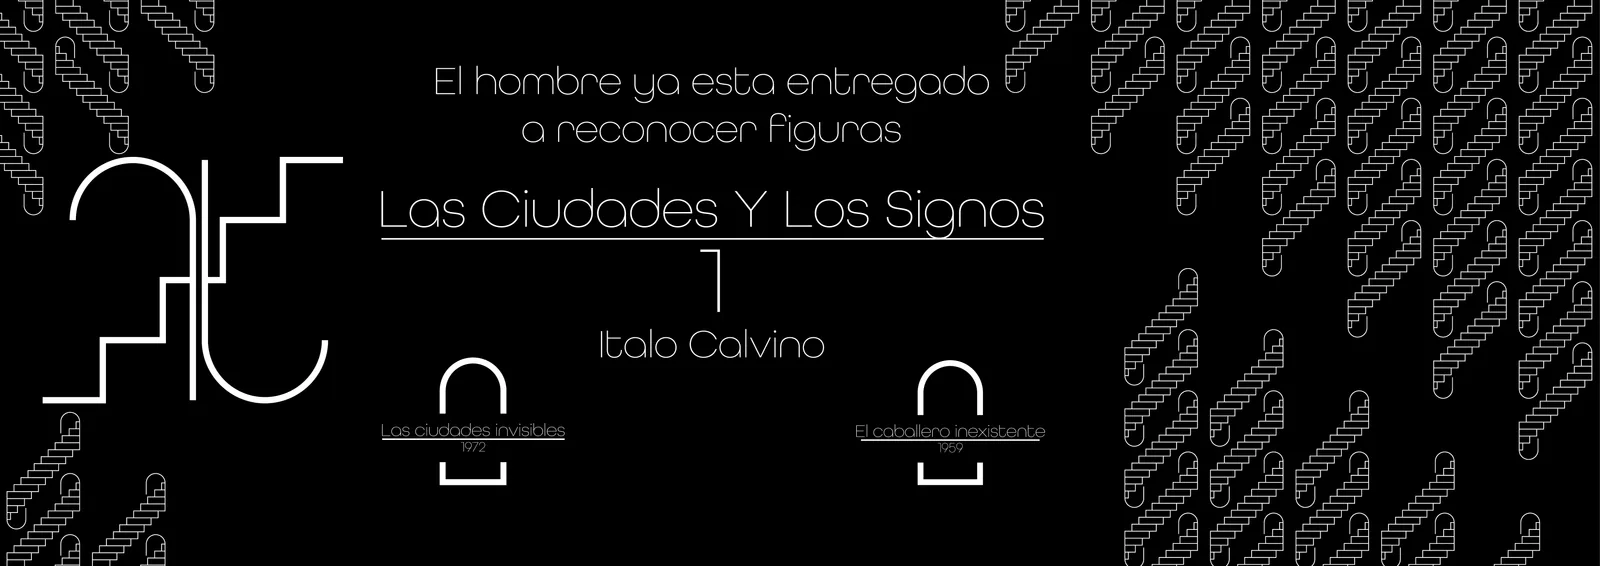 El hombre ya esta entregado
a reconocer figuras
Las Ciudades Y Los Signos
1
Italo Calvino
Las ciudades invisibles
1972
El caballero inexistente
1959